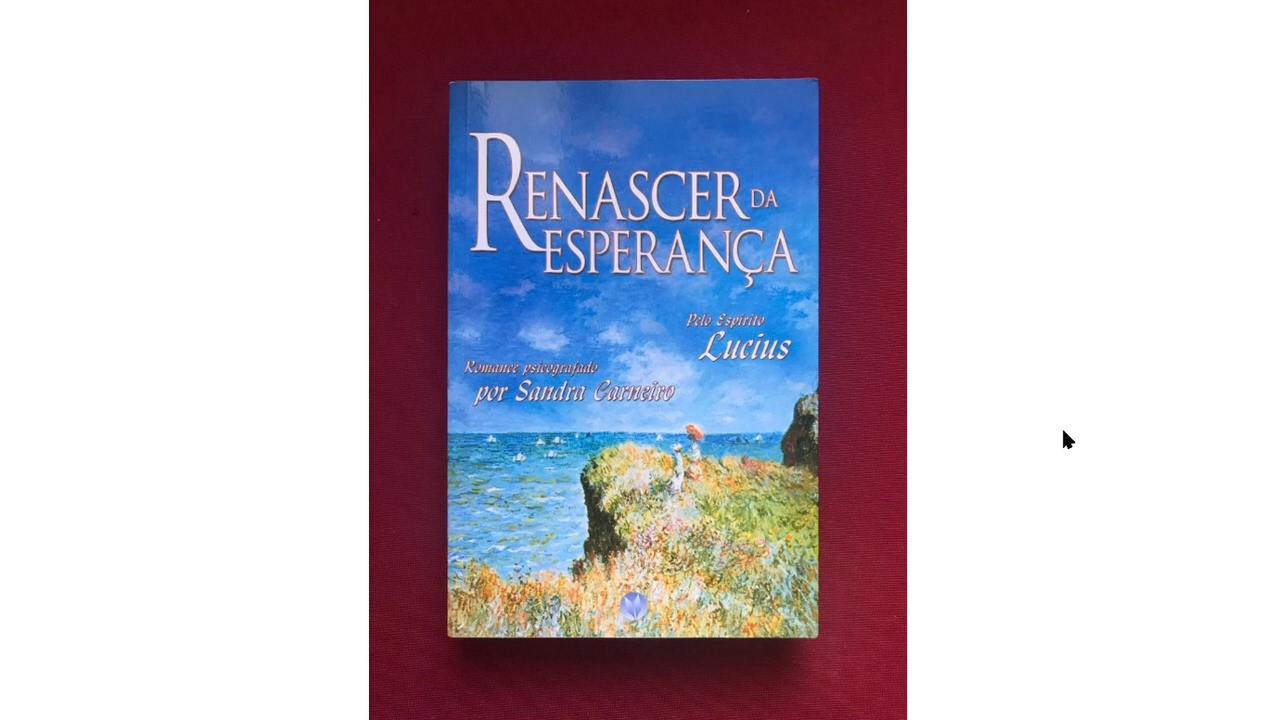 RENASCER DA
ESPERANÇA
Pelo Espírito
Lucius
Romance psicografado
por Sandra Carneiro